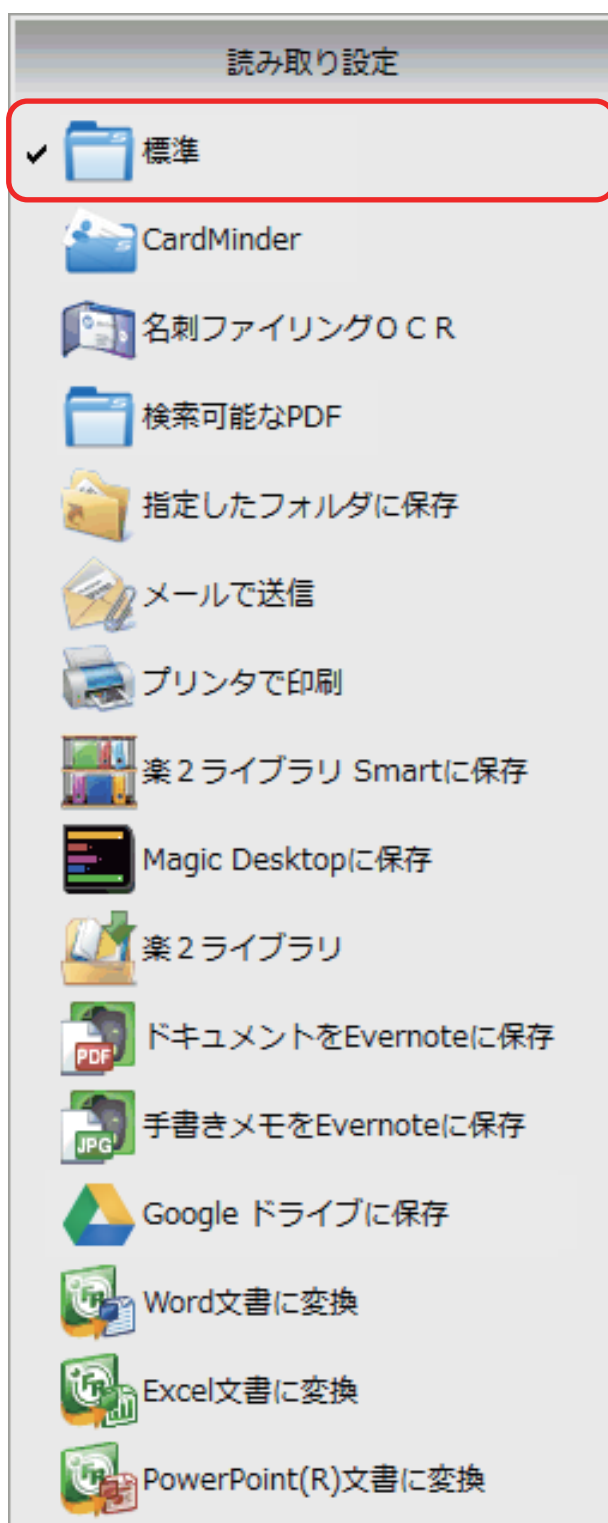 読み取り設定
標準
CardMinder
名刺ファイリングＯＣＲ
検索可能なPDF
指定したフォルダに保存
メールで送信
プリンタで印刷
楽２ライブラリ Smartに保存
Magic Desktopに保存
楽２ライブラリ
PDF ドキュメントをEvernoteに保存
JPG 手書きメモをEvernoteに保存
Google ドライブに保存
Word文書に変換
Excel文書に変換
PowerPoint(R)文書に変換